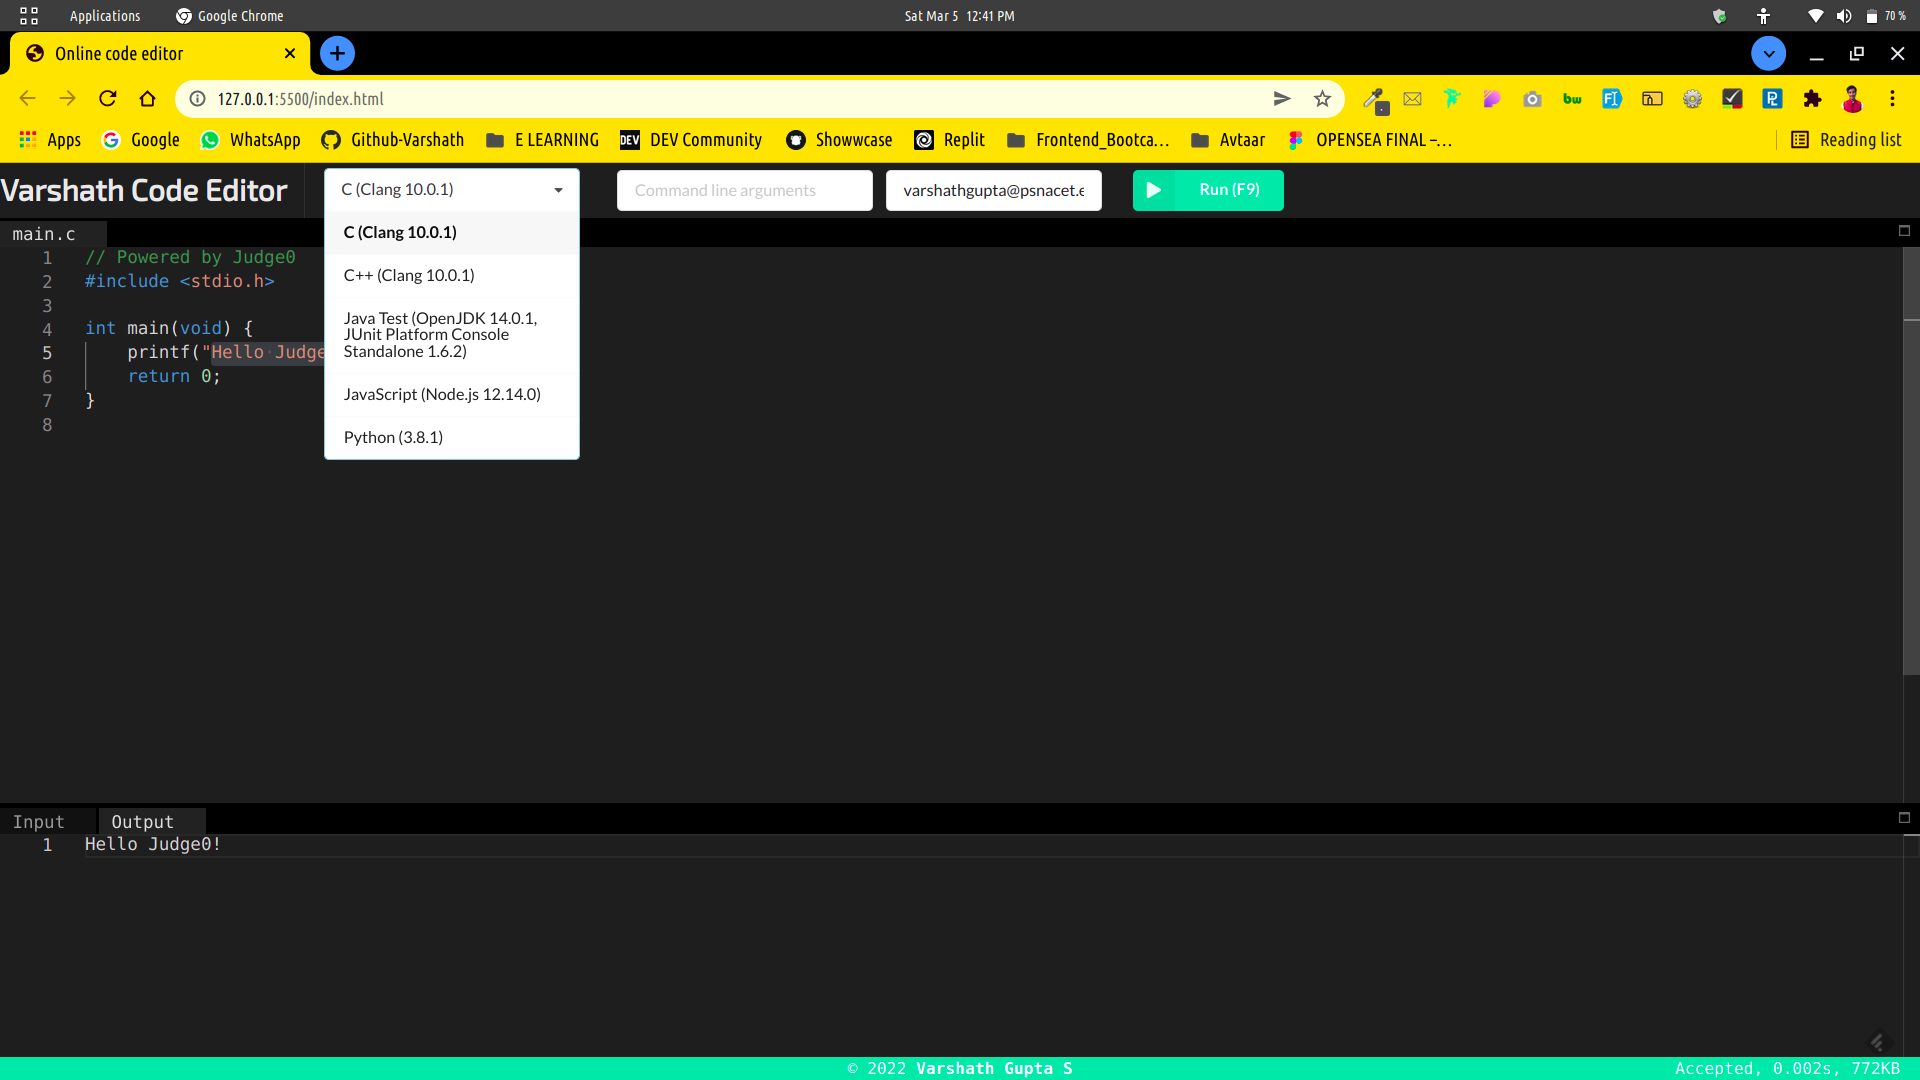 Applications
Google Chrome
Sat Mar 5 12:41 PM
70 %
Online code editor
127.0.0.1:5500/index.html
Apps
Google
WhatsApp
Github-Varshath
E LEARNING
DEV
DEV Community
Showwcase
Replit
Frontend_Bootca...
Avtaar
OPENSEA FINAL –...
Reading list
bw
Varshath Code Editor
C (Clang 10.0.1)
Command line arguments
varshathgupta@psnacet.e
Run (F9)
C (Clang 10.0.1)
C++ (Clang 10.0.1)
Java Test (OpenJDK 14.0.1,
JUnit Platform Console
Standalone 1.6.2)
JavaScript (Node.js 12.14.0)
Python (3.8.1)
main.c
1 // Powered by Judge0
2 #include <stdio.h>
3
4 int main(void) {
5 printf("Hello Judge
6 return 0;
7 }
8
Input
Output
1 Hello Judge0!
© 2022 Varshath Gupta S
Accepted, 0.002s, 772KB